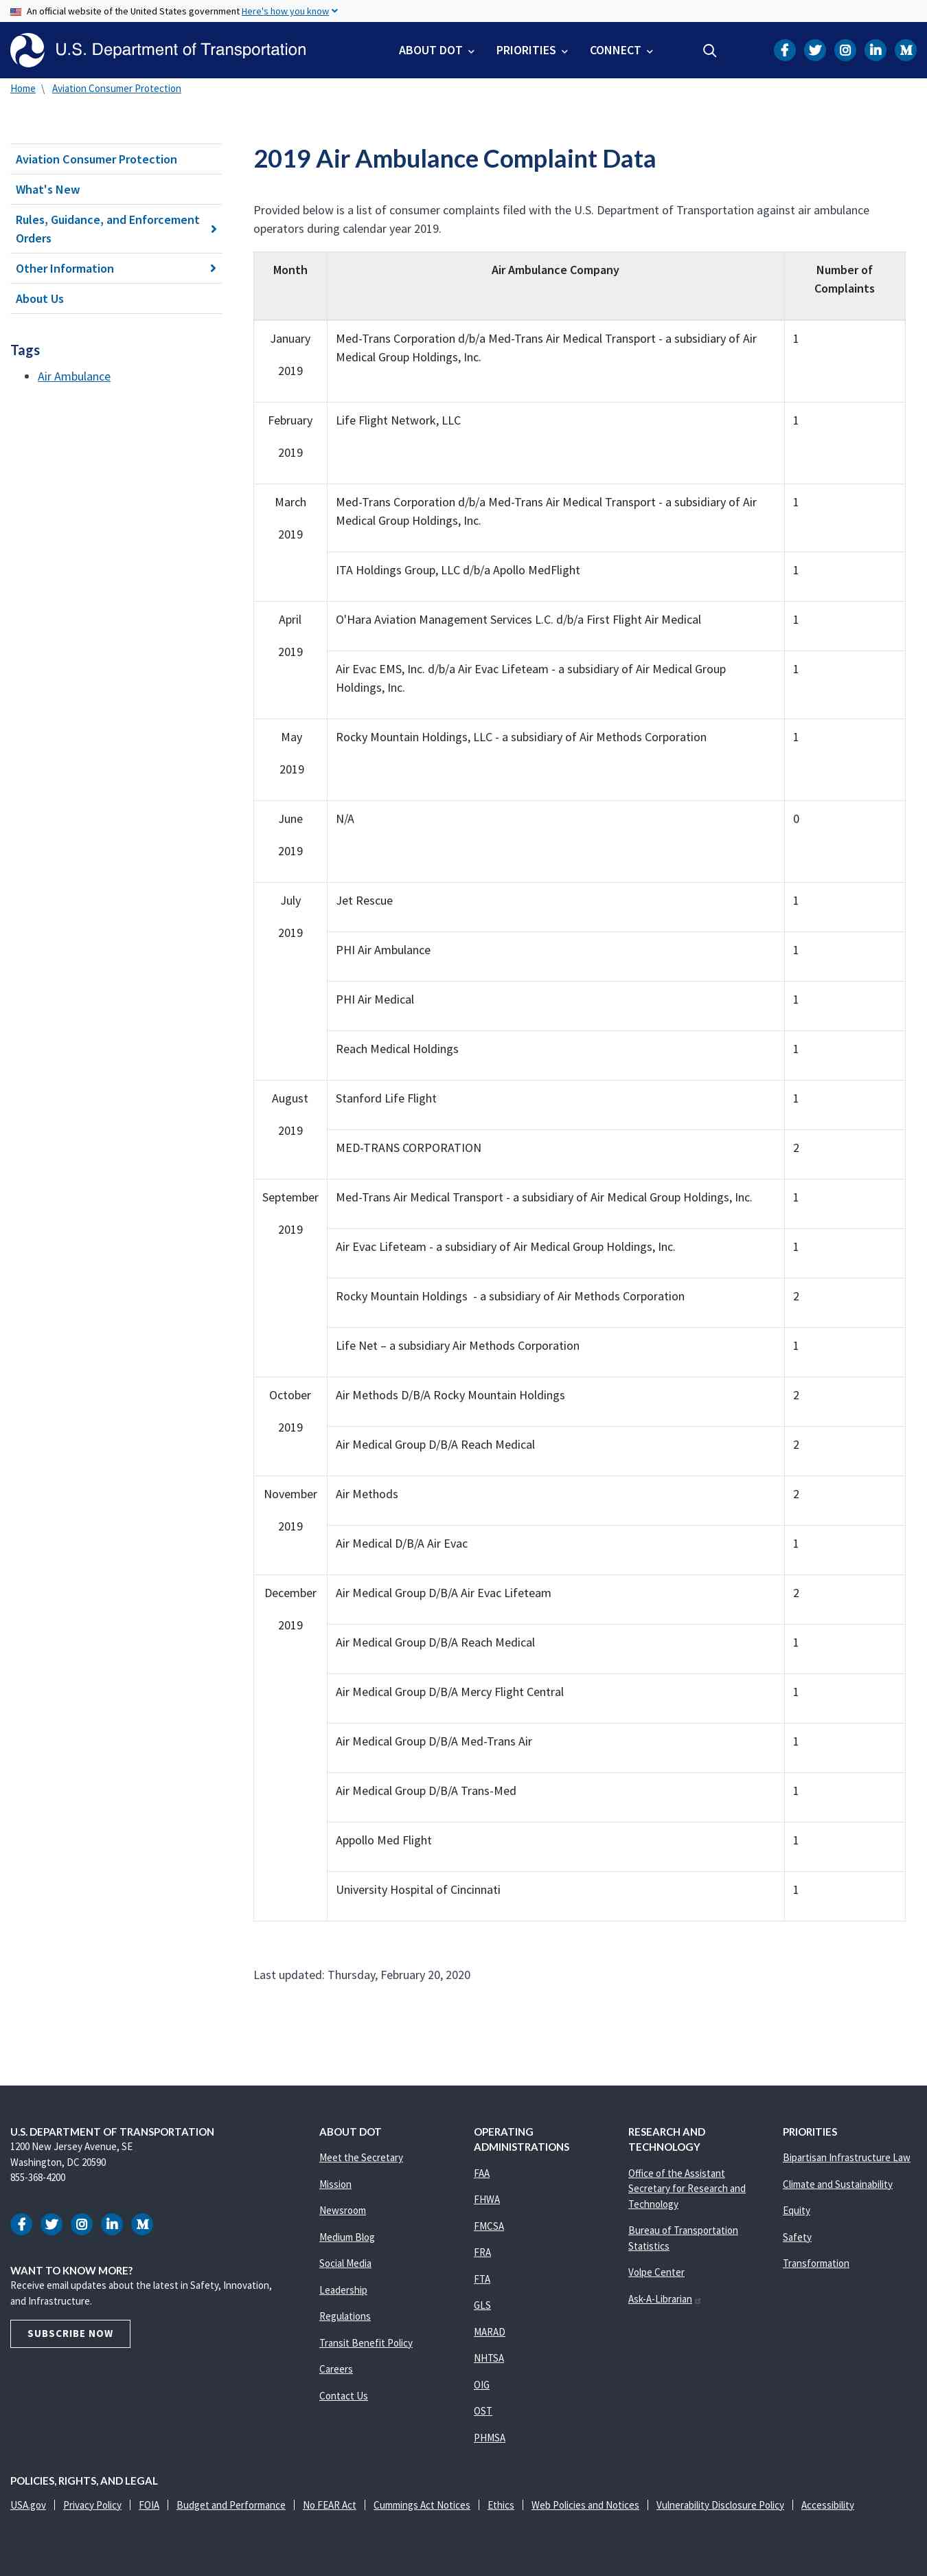 An official website of the United States government Here's how you know
U.S. Department of Transportation
ABOUT DOT
PRIORITIES
CONNECT
Home \ Aviation Consumer Protection
Aviation Consumer Protection
What's New
Rules, Guidance, and Enforcement
Orders
Other Information
About Us
Tags
Air Ambulance
2019 Air Ambulance Complaint Data
Provided below is a list of consumer complaints filed with the U.S. Department of Transportation against air ambulance
operators during calendar year 2019.
Month Air Ambulance Company Number of
Complaints
January Med-Trans Corporation d/b/a Med-Trans Air Medical Transport - a subsidiary of Air 1
Medical Group Holdings, Inc.
2019
February Life Flight Network, LLC 1
2019
March Med-Trans Corporation d/b/a Med-Trans Air Medical Transport - a subsidiary of Air 1
Medical Group Holdings, Inc.
2019
ITA Holdings Group, LLC d/b/a Apollo MedFlight 1
April O'Hara Aviation Management Services L.C. d/b/a First Flight Air Medical 1
2019
Air Evac EMS, Inc. d/b/a Air Evac Lifeteam - a subsidiary of Air Medical Group 1
Holdings, Inc.
May Rocky Mountain Holdings, LLC - a subsidiary of Air Methods Corporation 1
2019
June N/A 0
2019
July Jet Rescue 1
2019
PHI Air Ambulance 1
PHI Air Medical 1
Reach Medical Holdings 1
August Stanford Life Flight 1
2019
MED-TRANS CORPORATION 2
September Med-Trans Air Medical Transport - a subsidiary of Air Medical Group Holdings, Inc. 1
2019
Air Evac Lifeteam - a subsidiary of Air Medical Group Holdings, Inc. 1
Rocky Mountain Holdings - a subsidiary of Air Methods Corporation 2
Life Net – a subsidiary Air Methods Corporation 1
October Air Methods D/B/A Rocky Mountain Holdings 2
2019
Air Medical Group D/B/A Reach Medical 2
November Air Methods 2
2019
Air Medical D/B/A Air Evac 1
December Air Medical Group D/B/A Air Evac Lifeteam 2
2019
Air Medical Group D/B/A Reach Medical 1
Air Medical Group D/B/A Mercy Flight Central 1
Air Medical Group D/B/A Med-Trans Air 1
Air Medical Group D/B/A Trans-Med 1
Appollo Med Flight 1
University Hospital of Cincinnati 1
Last updated: Thursday, February 20, 2020
U.S. DEPARTMENT OF TRANSPORTATION
1200 New Jersey Avenue, SE
Washington, DC 20590
855-368-4200
WANT TO KNOW MORE?
Receive email updates about the latest in Safety, Innovation,
and Infrastructure.
SUBSCRIBE NOW
ABOUT DOT
Meet the Secretary
Mission
Newsroom
Medium Blog
Social Media
Leadership
Regulations
Transit Benefit Policy
Careers
Contact Us
OPERATING
ADMINISTRATIONS
FAA
FHWA
FMCSA
FRA
FTA
GLS
MARAD
NHTSA
OIG
OST
PHMSA
RESEARCH AND
TECHNOLOGY
Office of the Assistant
Secretary for Research and
Technology
Bureau of Transportation
Statistics
Volpe Center
Ask-A-Librarian
PRIORITIES
Bipartisan Infrastructure Law
Climate and Sustainability
Equity
Safety
Transformation
POLICIES, RIGHTS, AND LEGAL
USA.gov | Privacy Policy | FOIA | Budget and Performance | No FEAR Act | Cummings Act Notices | Ethics | Web Policies and Notices | Vulnerability Disclosure Policy | Accessibility